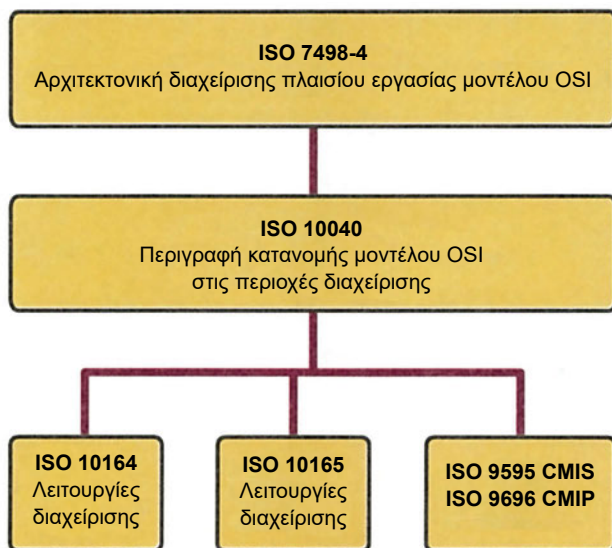 ISO 7498-4
Αρχιτεκτονική διαχείρισης πλαισίου εργασίας μοντέλου OSI
ISO 10040
Περιγραφή κατανομής μοντέλου OSI
στις περιοχές διαχείρισης
ISO 10164
Λειτουργίες
διαχείρισης
ISO 10165
Λειτουργίες
διαχείρισης
ISO 9595 CMIS
ISO 9696 CMIP